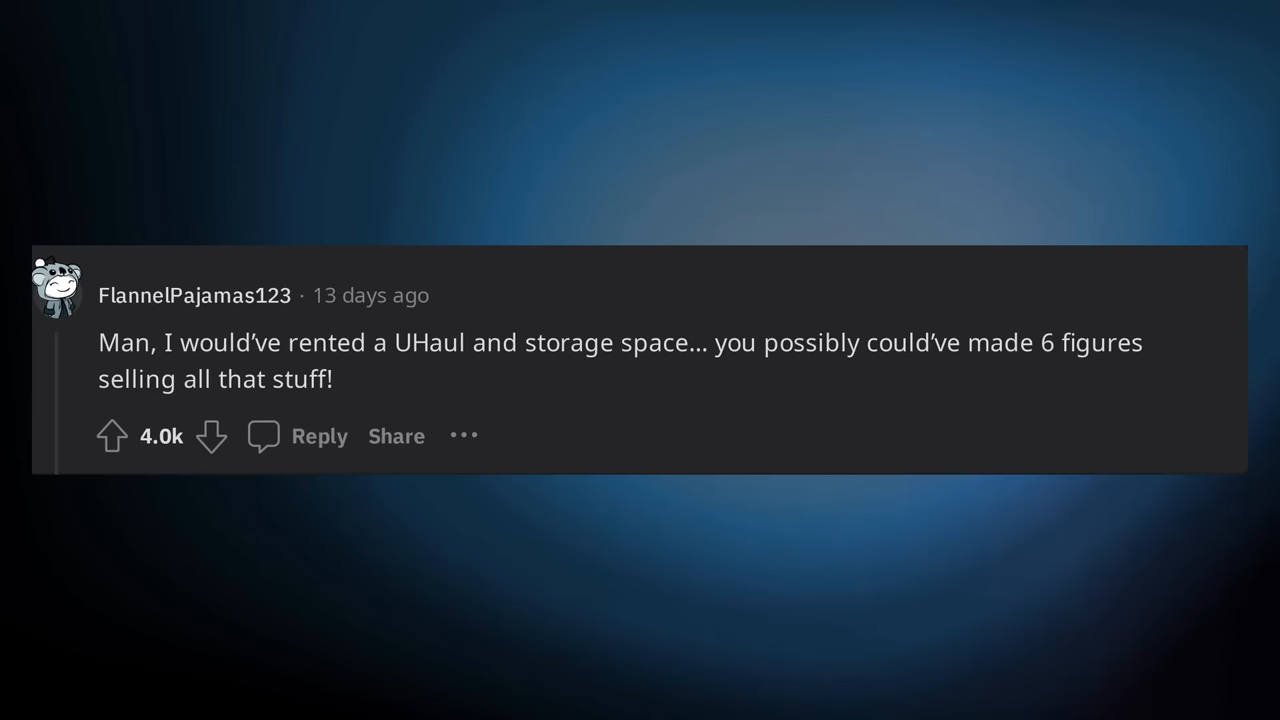 FlannelPajamas123 · 13 days ago
Man, I would’ve rented a UHaul and storage space... you possibly could’ve made 6 figures
selling all that stuff!
4.0k Reply Share ···